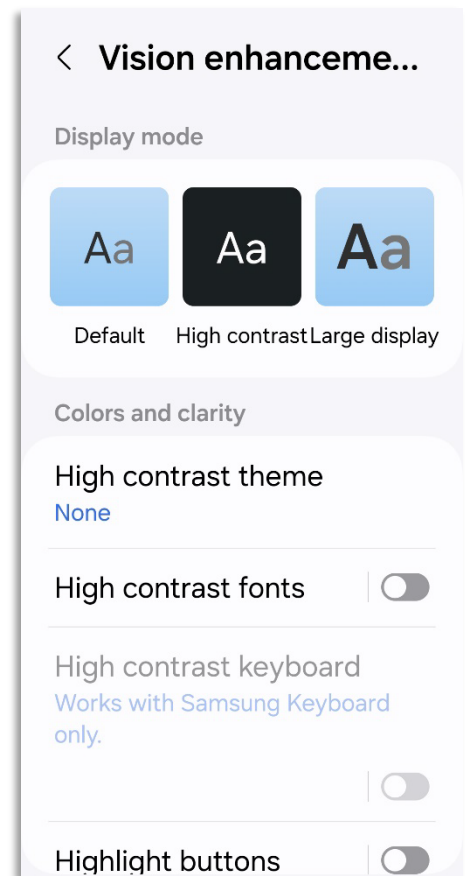 Vision enhanceme...
Display mode
Aa Aa Aa
Default High contrast Large display
Colors and clarity
High contrast theme
None
High contrast fonts
High contrast keyboard
Works with Samsung Keyboard
only.
Highlight buttons